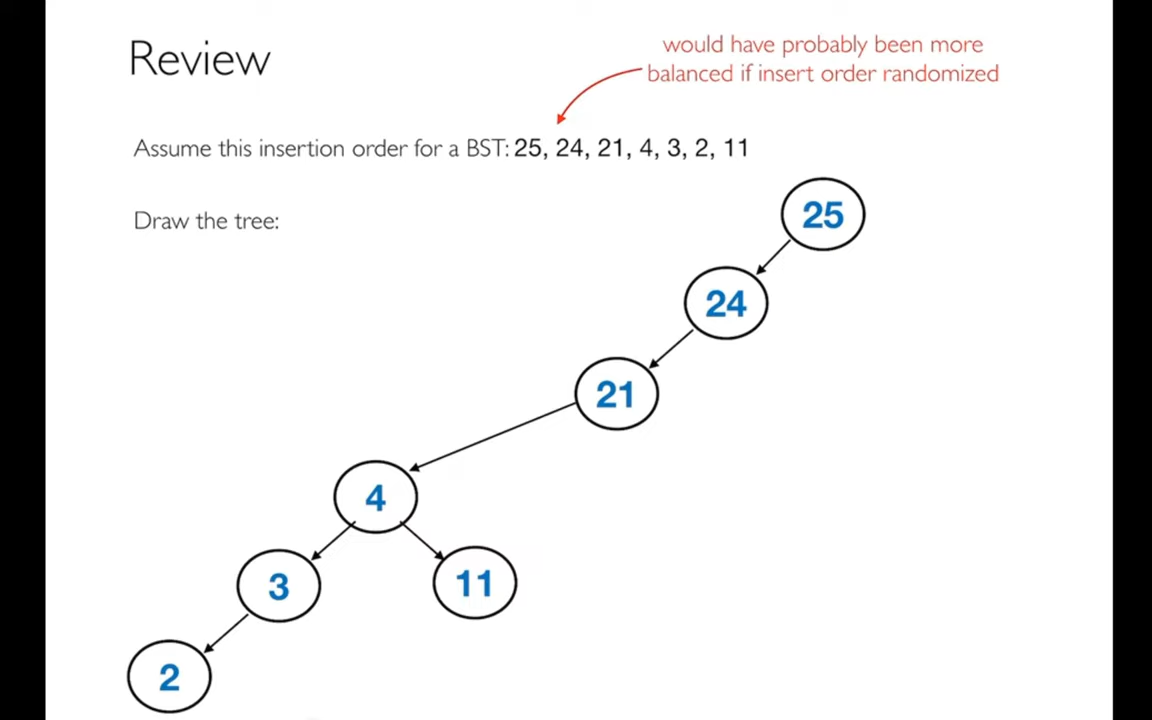 Review
would have probably been more
balanced if insert order randomized
Assume this insertion order for a BST: 25, 24, 21, 4, 3, 2, 11
Draw the tree:
25
24
21
4
3
11
2